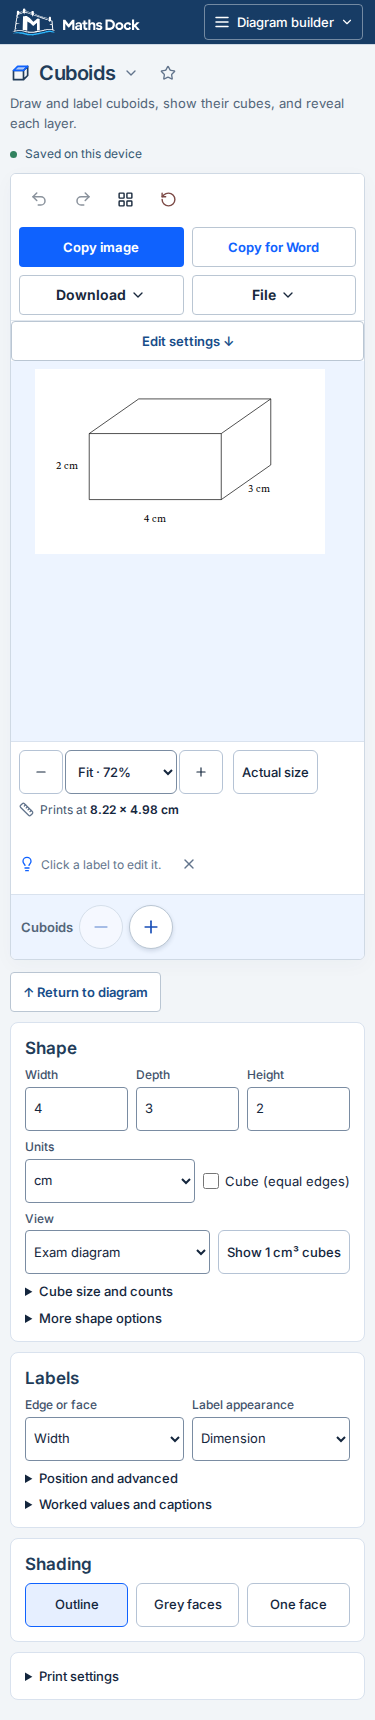 Maths Dock
Diagram builder
Cuboids
Draw and label cuboids, show their cubes, and reveal
each layer.
Saved on this device
Copy image
Copy for Word
Download
File
Edit settings ↓
2 cm
3 cm
4 cm
Fit · 72%
Actual size
Prints at 8.22 × 4.98 cm
Click a label to edit it.
Cuboids
↑ Return to diagram
Shape
Width
Depth
Height
4
3
2
Units
cm
Cube (equal edges)
View
Exam diagram
Show 1 cm³ cubes
Cube size and counts
More shape options
Labels
Edge or face
Label appearance
Width
Dimension
Position and advanced
Worked values and captions
Shading
Outline
Grey faces
One face
Print settings